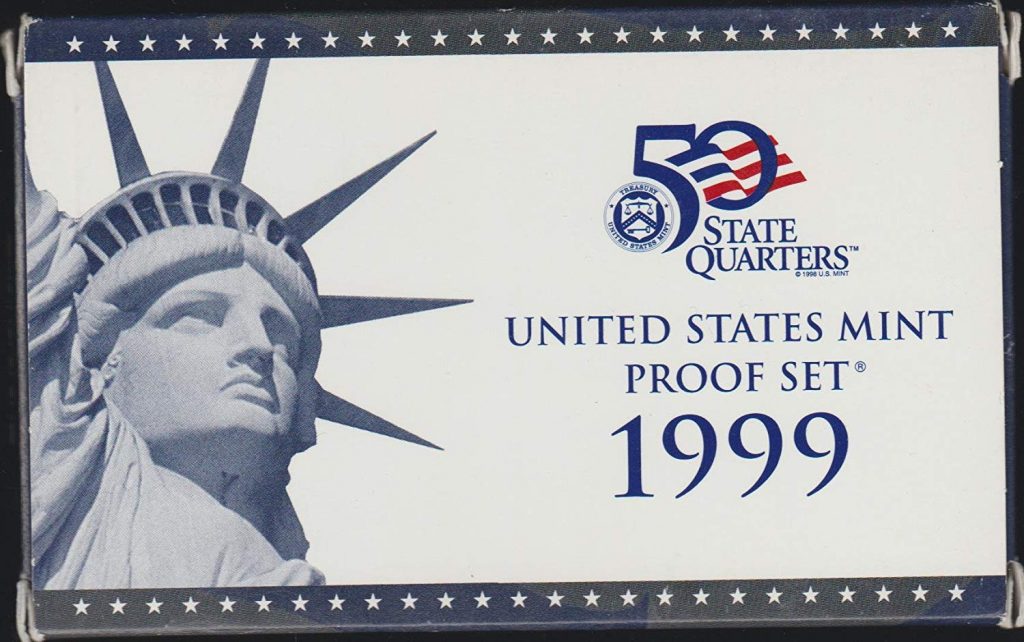 50
TREASURY
UNITED STATES MINT
STATE
QUARTERS™
© 1998 U.S. MINT
UNITED STATES MINT
PROOF SET®
1999